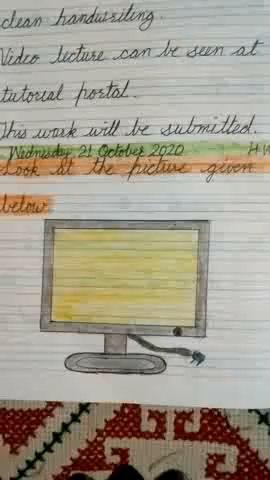 clean handwriting.
Video lecture can be seen at
tutorial portal.
This work will be submitted.
Wednesday, 21 October 2020 H.W
Look at the picture given
below